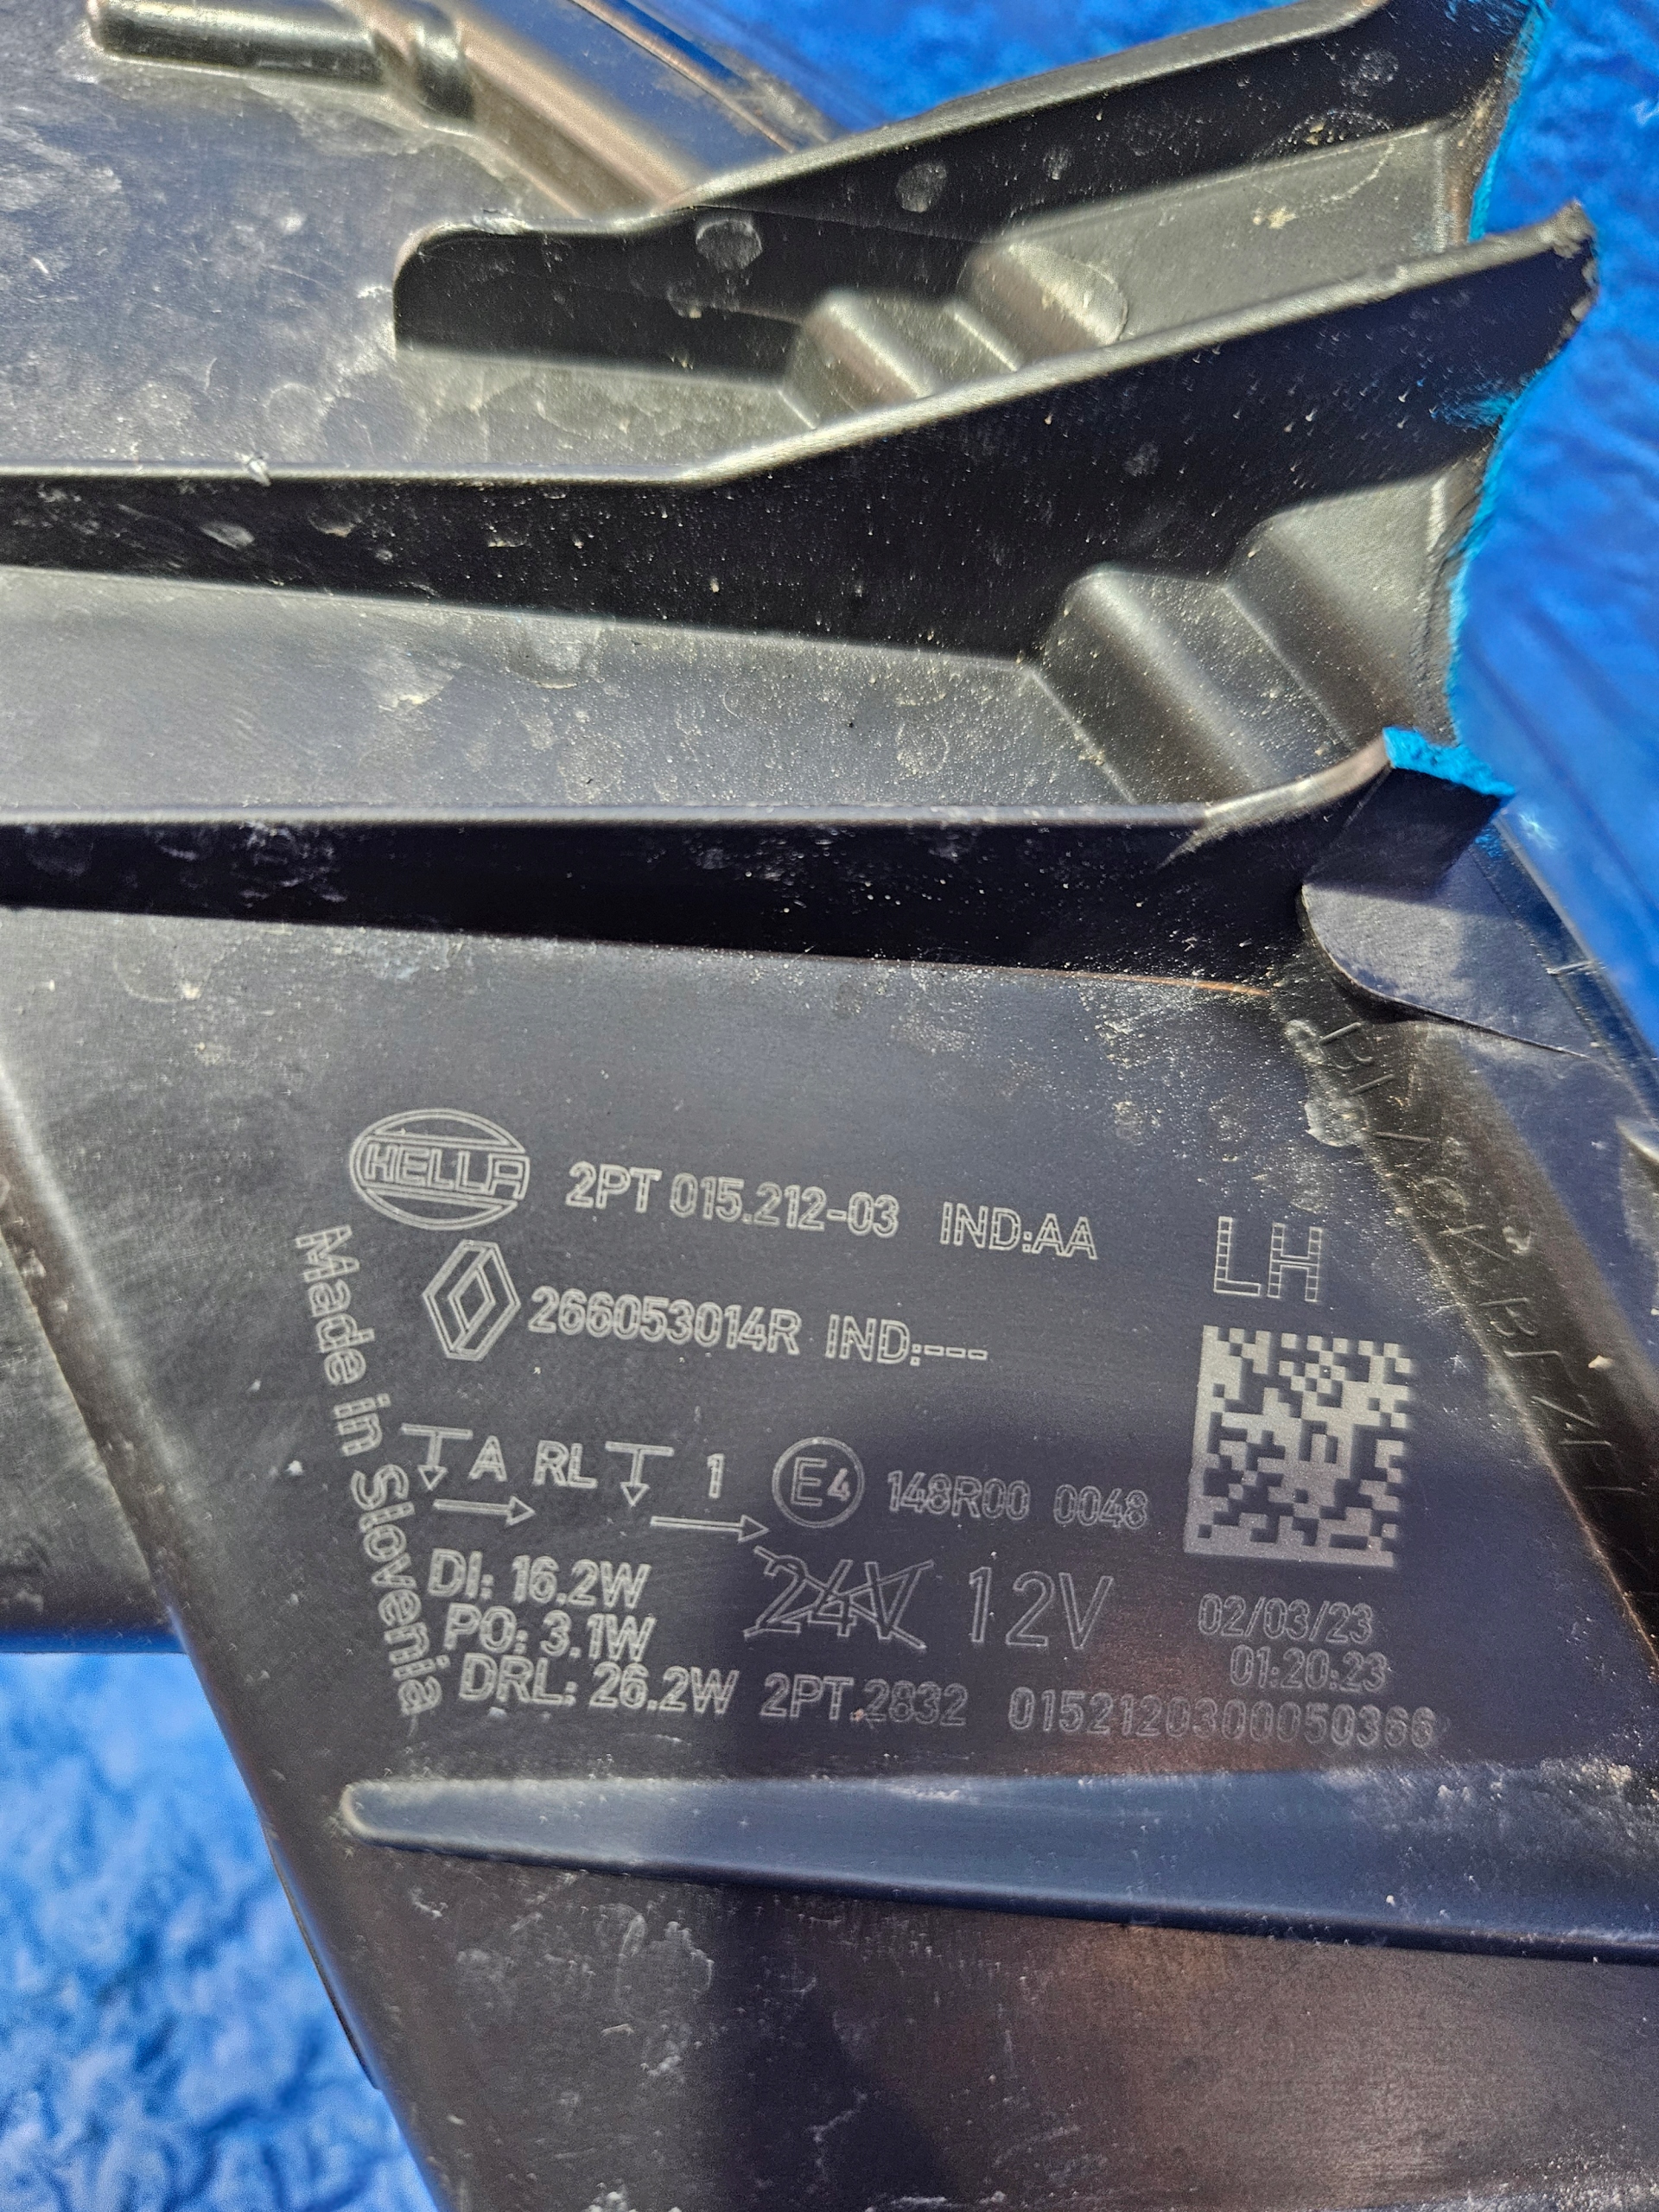 HELLA 2PT 015.212-03 IND:AA
LH
266053014R IND:---
Made in Slovenia
A RL 1 E4 148R00 0048
DI: 16.2W
PO: 3.1W
DRL: 26.2W
24V 12V
2PT.2832 0152120300050366
02/03/23
01:20:23